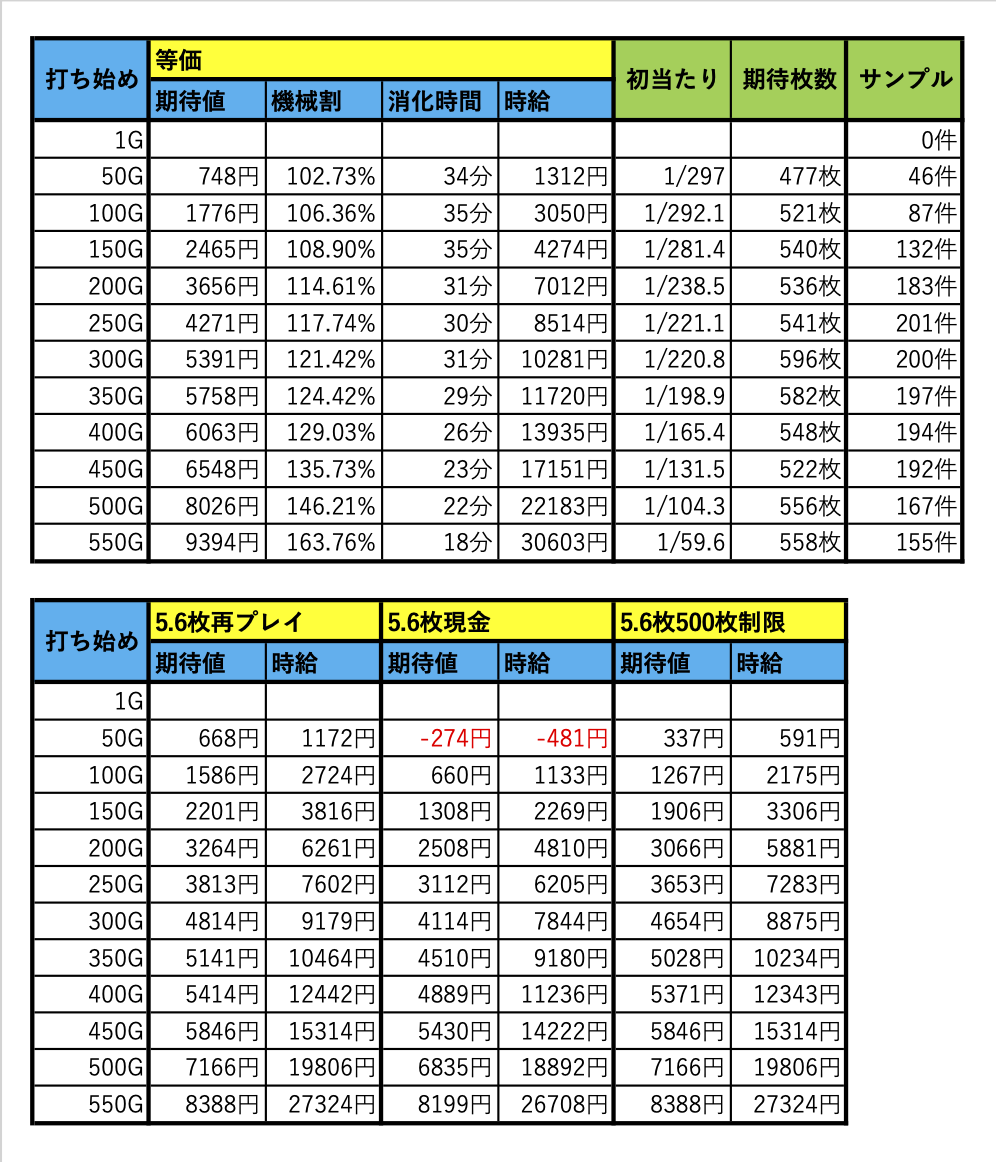 打ち始め 等価 初当たり 期待枚数 サンプル
期待値 機械割 消化時間 時給
1G 0件
50G 748円 102.73% 34分 1312円 1/297 477枚 46件
100G 1776円 106.36% 35分 3050円 1/292.1 521枚 87件
150G 2465円 108.90% 35分 4274円 1/281.4 540枚 132件
200G 3656円 114.61% 31分 7012円 1/238.5 536枚 183件
250G 4271円 117.74% 30分 8514円 1/221.1 541枚 201件
300G 5391円 121.42% 31分 10281円 1/220.8 596枚 200件
350G 5758円 124.42% 29分 11720円 1/198.9 582枚 197件
400G 6063円 129.03% 26分 13935円 1/165.4 548枚 194件
450G 6548円 135.73% 23分 17151円 1/131.5 522枚 192件
500G 8026円 146.21% 22分 22183円 1/104.3 556枚 167件
550G 9394円 163.76% 18分 30603円 1/59.6 558枚 155件
打ち始め 5.6枚再プレイ 5.6枚現金 5.6枚500枚制限
期待値 時給 期待値 時給 期待値 時給
1G
50G 668円 1172円 -274円 -481円 337円 591円
100G 1586円 2724円 660円 1133円 1267円 2175円
150G 2201円 3816円 1308円 2269円 1906円 3306円
200G 3264円 6261円 2508円 4810円 3066円 5881円
250G 3813円 7602円 3112円 6205円 3653円 7283円
300G 4814円 9179円 4114円 7844円 4654円 8875円
350G 5141円 10464円 4510円 9180円 5028円 10234円
400G 5414円 12442円 4889円 11236円 5371円 12343円
450G 5846円 15314円 5430円 14222円 5846円 15314円
500G 7166円 19806円 6835円 18892円 7166円 19806円
550G 8388円 27324円 8199円 26708円 8388円 27324円